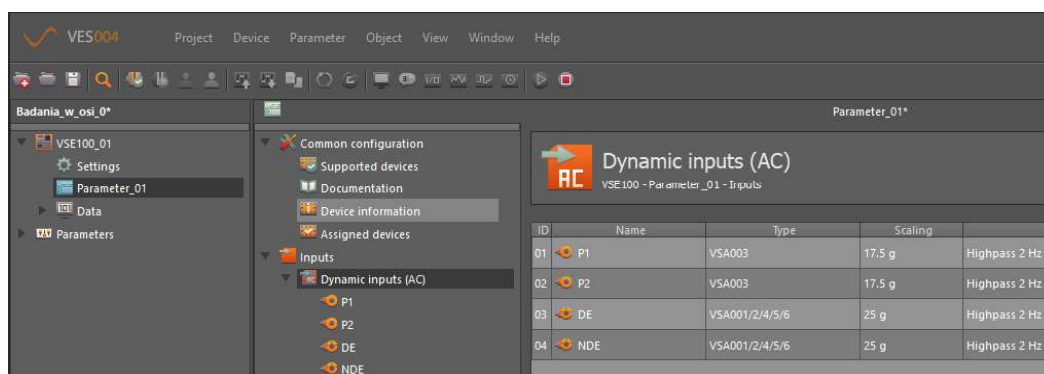 VES004 Project Device Parameter Object View Window Help
Badania_w_osi_0*
VSE100_01
Settings
Parameter_01
Data
Parameters
Common configuration
Supported devices
Documentation
Device information
Assigned devices
Inputs
Dynamic inputs (AC)
P1
P2
DE
NDE
Parameter_01*
AC
Dynamic inputs (AC)
VSE100 - Parameter_01 - Inputs
ID Name Type Scaling
01 P1 VSA003 17.5 g Highpass 2 Hz
02 P2 VSA003 17.5 g Highpass 2 Hz
03 DE VSA001/2/4/5/6 25 g Highpass 2 Hz
04 NDE VSA001/2/4/5/6 25 g Highpass 2 Hz